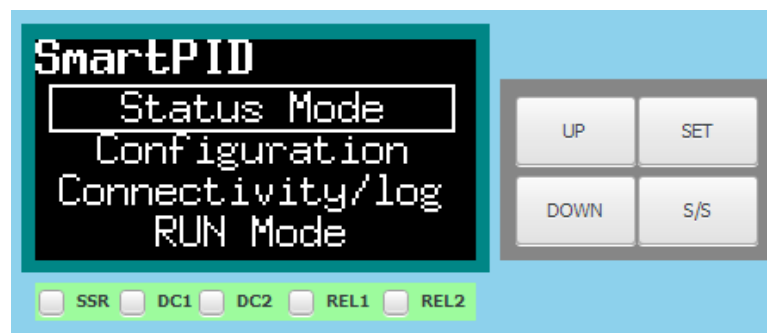 SmartPID
Status Mode
Configuration
Connectivity/log
RUN Mode
UP SET
DOWN S/S
SSR DC1 DC2 REL1 REL2